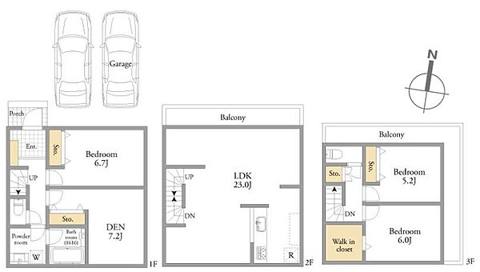 Garage
N
Porch
Ent.
Sto.
Bedroom
6.7J
UP
Sto.
DEN
7.2J
Powder
room
W
Bath
room
(1616)
1F
Balcony
UP
LDK
23.0J
DN
R
2F
Balcony
Sto.
Sto.
Bedroom
5.2J
DN
Walk in
closet
Bedroom
6.0J
3F